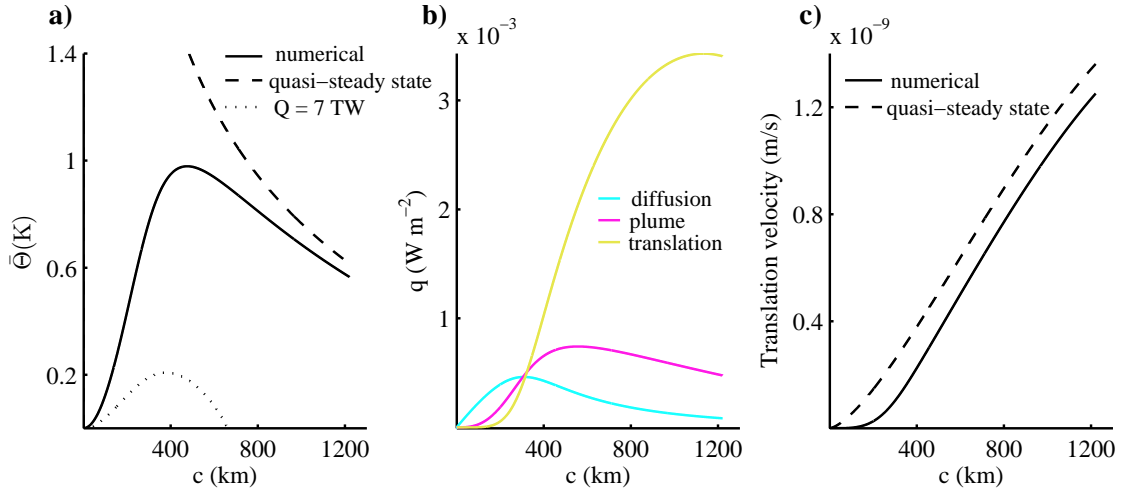 a)
1.4
1
0.6
0.2
400
800
1200
c (km)
Θ̄(K)
numerical
quasi−steady state
Q = 7 TW
b)
x 10⁻³
3
2
1
400
800
1200
c (km)
q (W m⁻²)
diffusion
plume
translation
c)
x 10⁻⁹
1.2
0.8
0.4
400
800
1200
c (km)
Translation velocity (m/s)
numerical
quasi−steady state